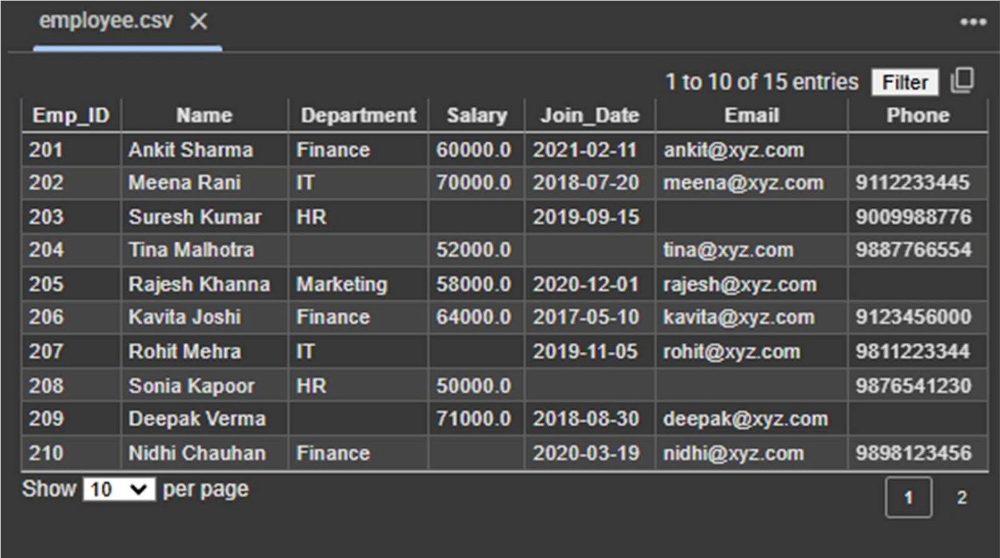 employee.csv
1 to 10 of 15 entries Filter
Emp_ID Name Department Salary Join_Date Email Phone
201 Ankit Sharma Finance 60000.0 2021-02-11 ankit@xyz.com
202 Meena Rani IT 70000.0 2018-07-20 meena@xyz.com 9112233445
203 Suresh Kumar HR 2019-09-15 9009988776
204 Tina Malhotra 52000.0 tina@xyz.com 9887766554
205 Rajesh Khanna Marketing 58000.0 2020-12-01 rajesh@xyz.com
206 Kavita Joshi Finance 64000.0 2017-05-10 kavita@xyz.com 9123456000
207 Rohit Mehra IT 2019-11-05 rohit@xyz.com 9811223344
208 Sonia Kapoor HR 50000.0 9876541230
209 Deepak Verma 71000.0 2018-08-30 deepak@xyz.com
210 Nidhi Chauhan Finance 2020-03-19 nidhi@xyz.com 9898123456
Show 10 per page 1 2